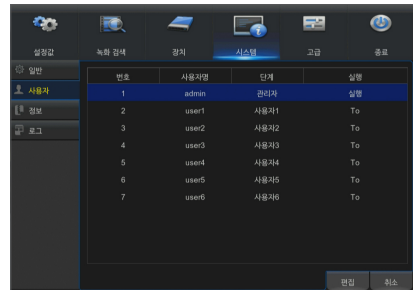 설정값 녹화 검색 장치 시스템 고급 종료
일반
사용자
정보
로그
번호 사용자명 단계 실행
1 admin 관리자 실행
2 user1 사용자1 To
3 user2 사용자2 To
4 user3 사용자3 To
5 user4 사용자4 To
6 user5 사용자5 To
7 user6 사용자6 To
편집 취소